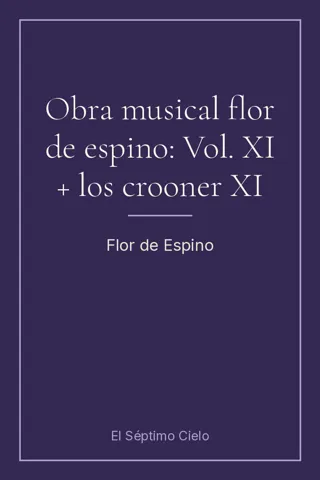 Obra musical flor
de espino: Vol. XI
+ los crooner XI
Flor de Espino
El Séptimo Cielo